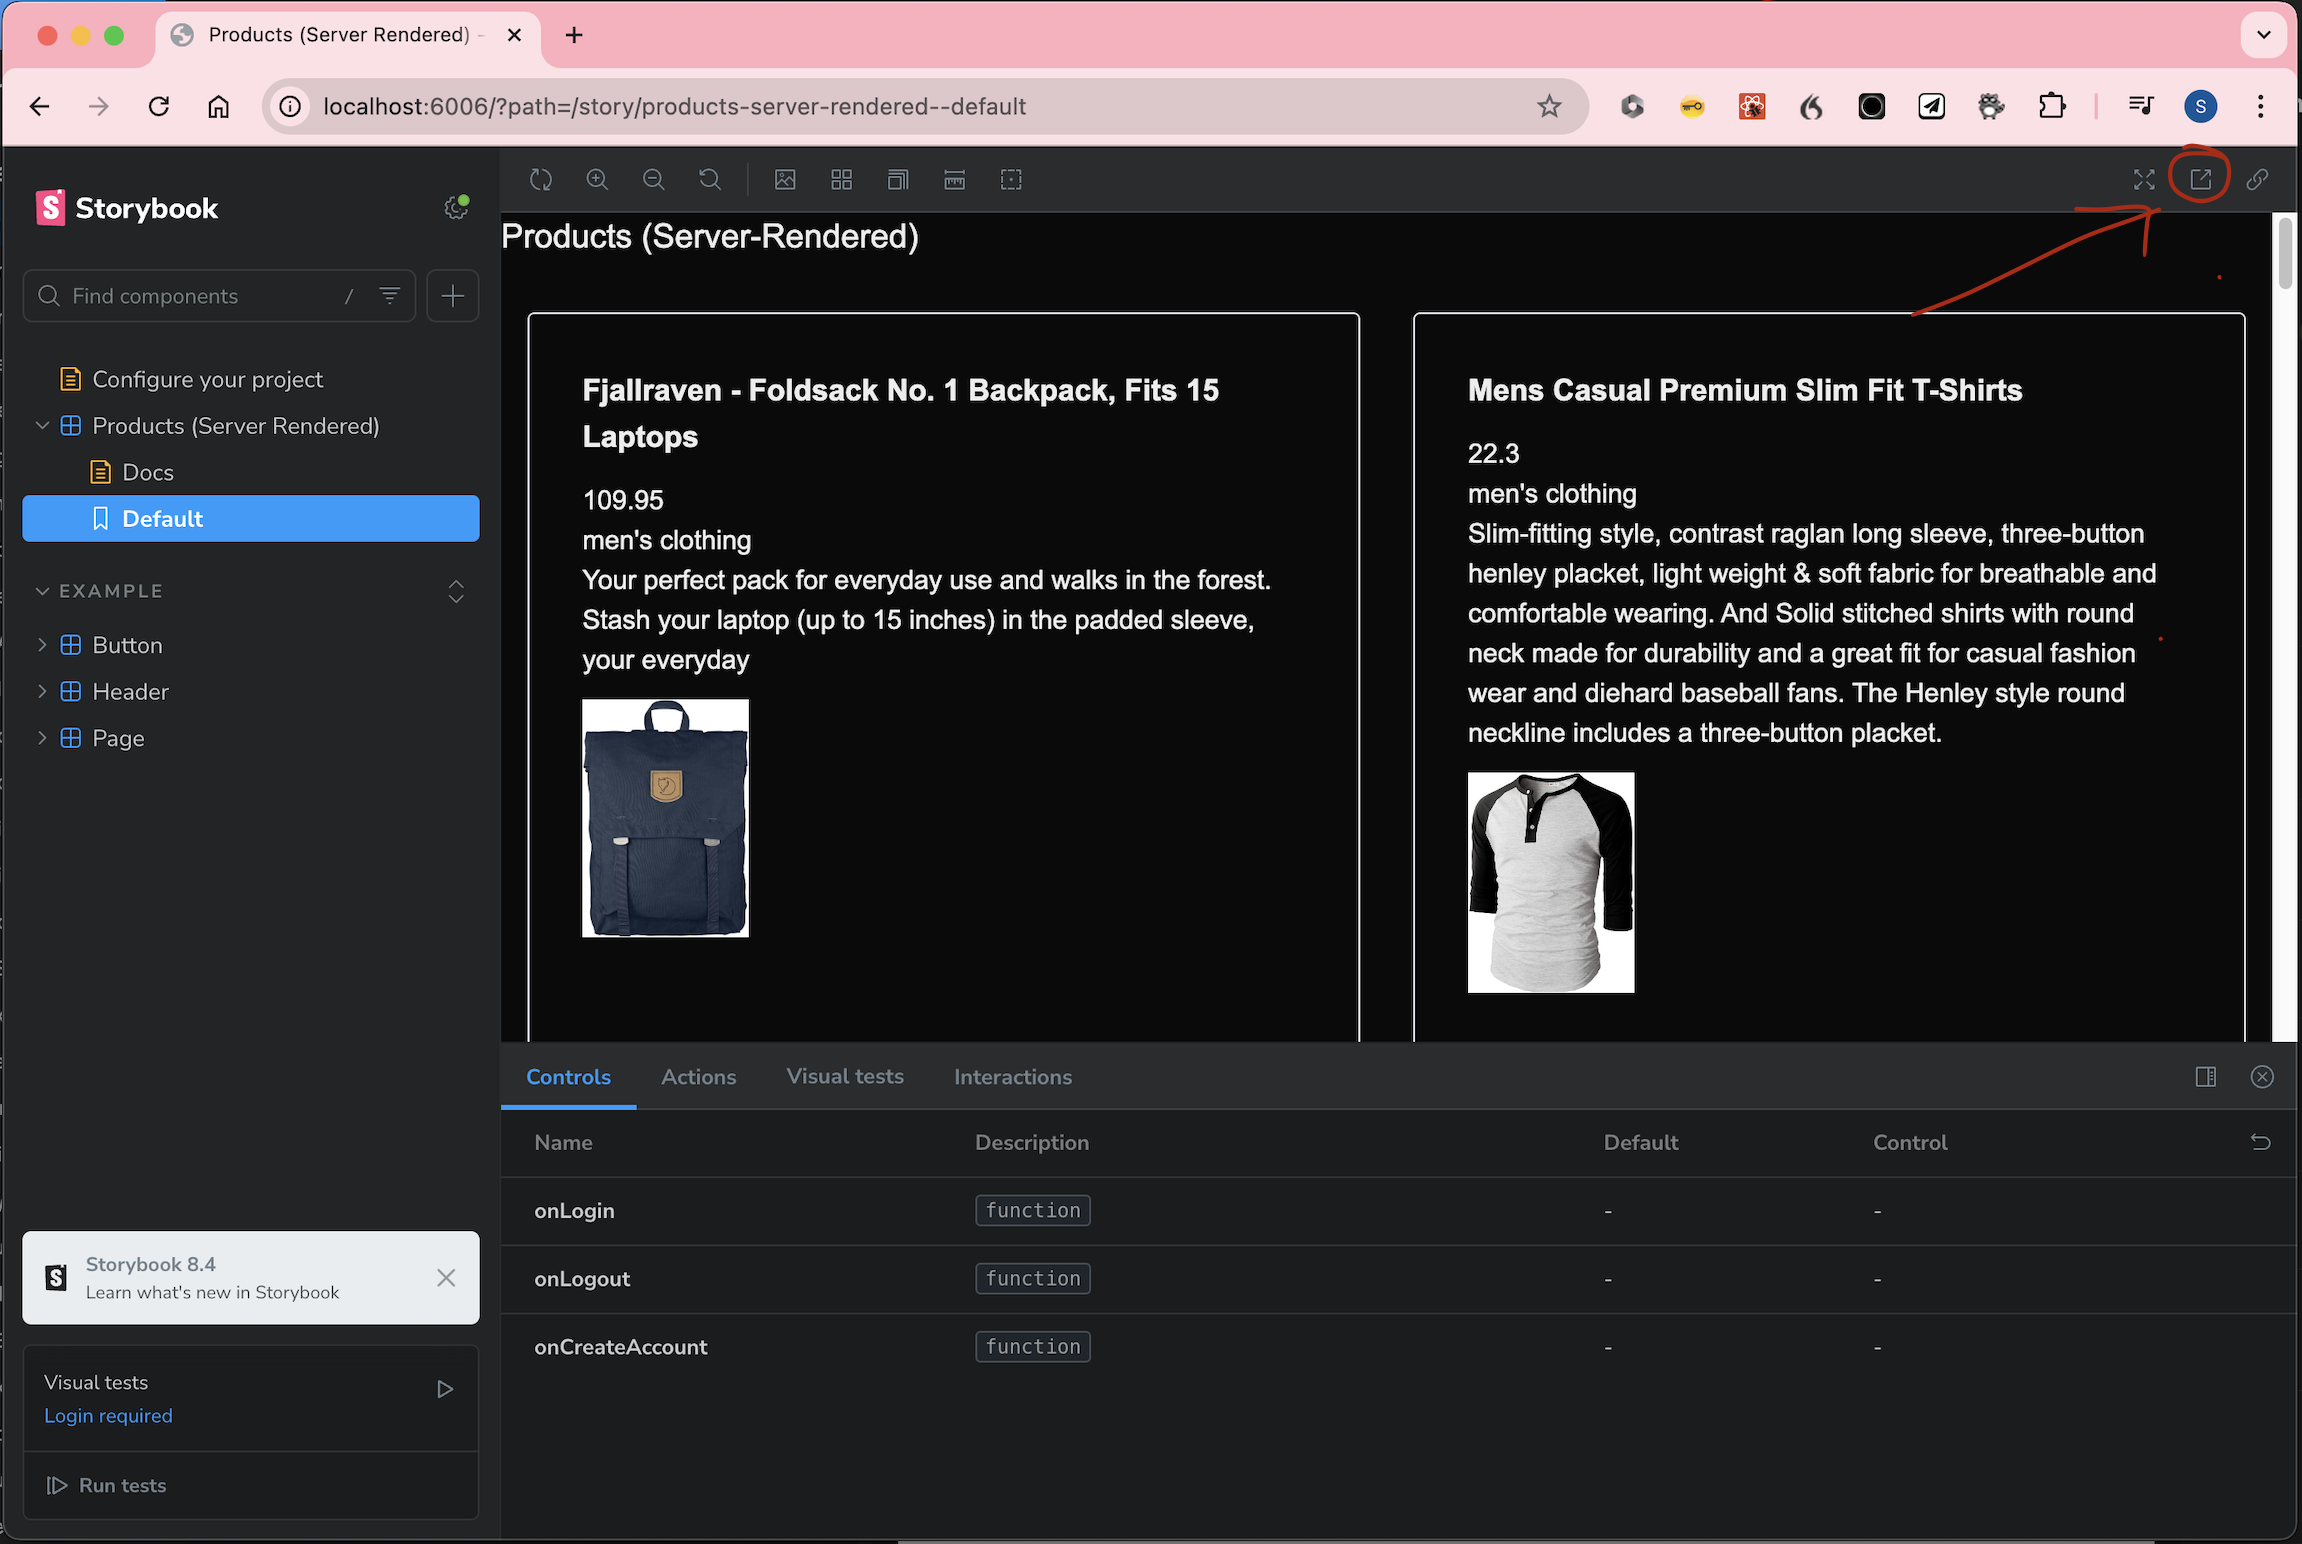 Products (Server Rendered) -
localhost:6006/?path=/story/products-server-rendered--default
S
S Storybook
Find components /
Configure your project
Products (Server Rendered)
Docs
Default
EXAMPLE
Button
Header
Page
S
Storybook 8.4
Learn what's new in Storybook
Visual tests
Login required
Run tests
Products (Server-Rendered)
Fjallraven - Foldsack No. 1 Backpack, Fits 15
Laptops
109.95
men's clothing
Your perfect pack for everyday use and walks in the forest.
Stash your laptop (up to 15 inches) in the padded sleeve,
your everyday
Mens Casual Premium Slim Fit T-Shirts
22.3
men's clothing
Slim-fitting style, contrast raglan long sleeve, three-button
henley placket, light weight & soft fabric for breathable and
comfortable wearing. And Solid stitched shirts with round
neck made for durability and a great fit for casual fashion
wear and diehard baseball fans. The Henley style round
neckline includes a three-button placket.
Controls Actions Visual tests Interactions
Name Description Default Control
onLogin function - -
onLogout function - -
onCreateAccount function - -